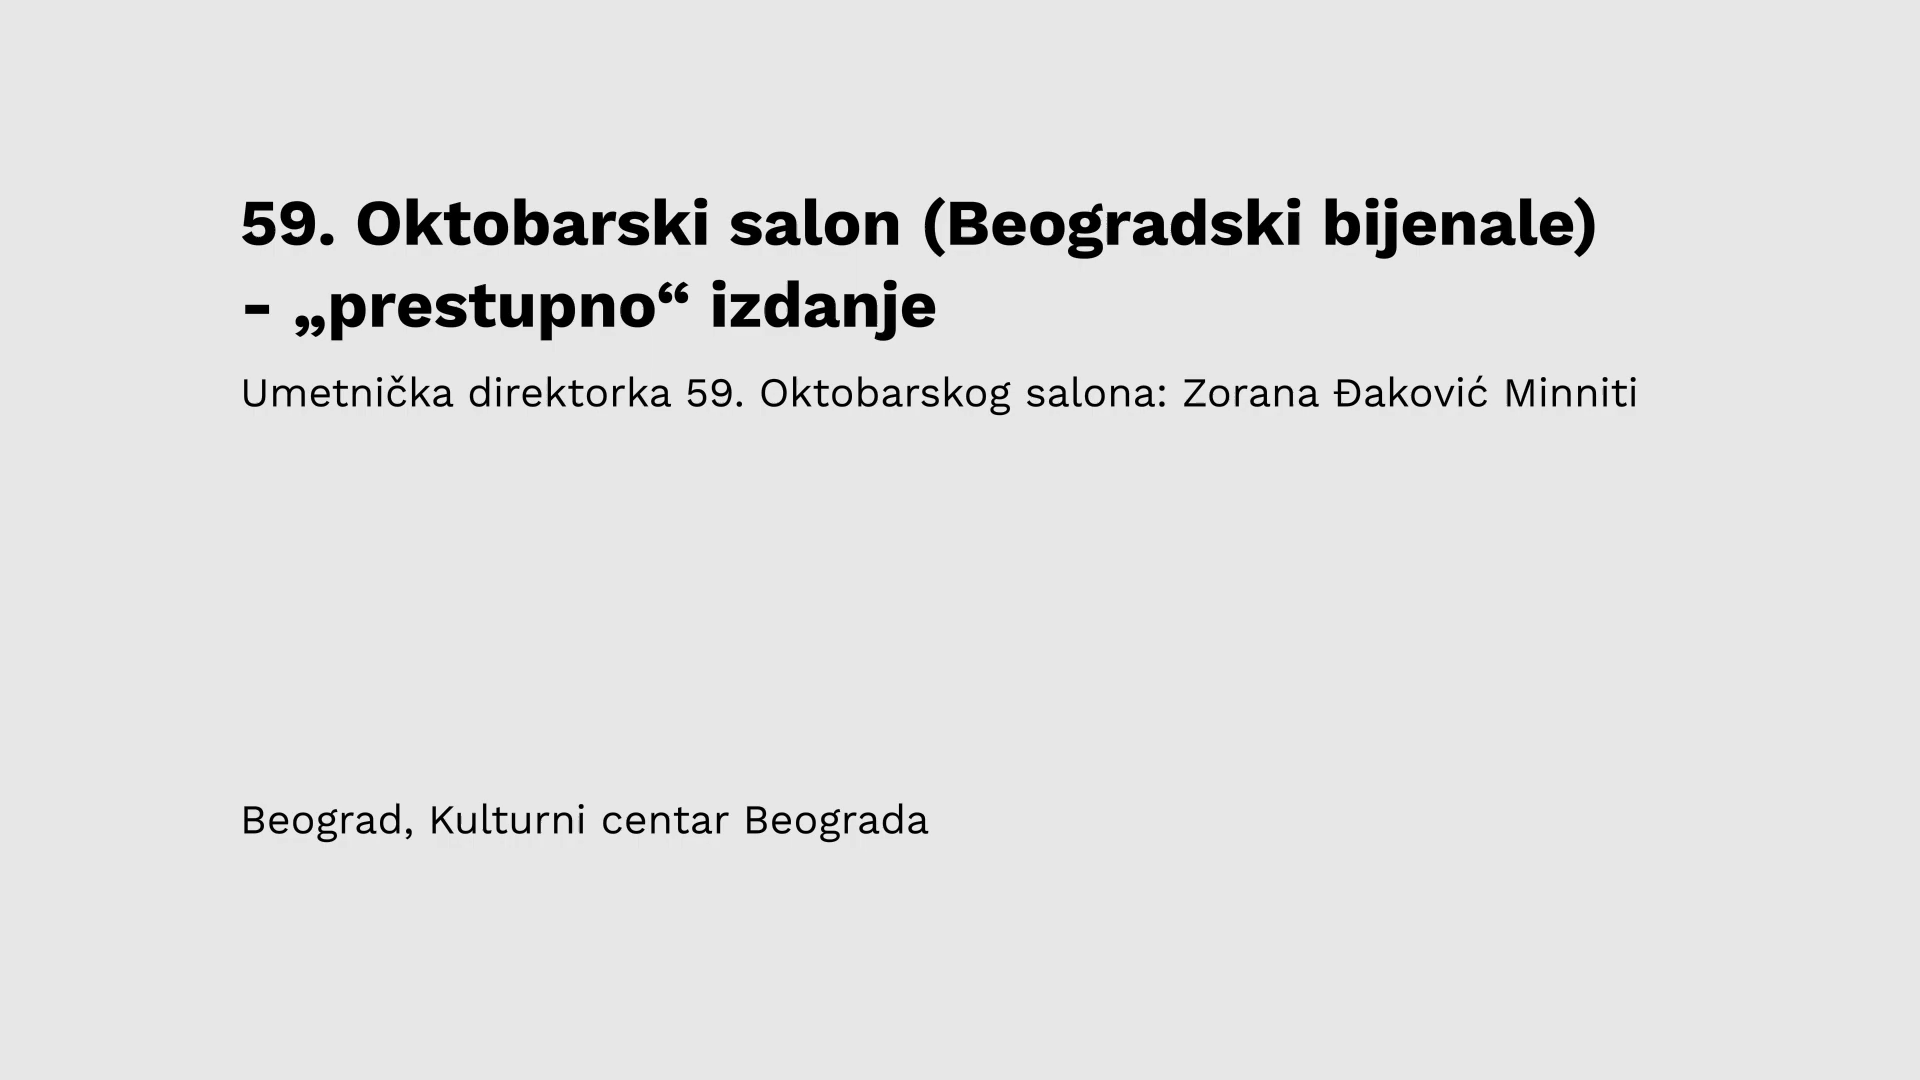 59. Oktobarski salon (Beogradski bijenale)
- „prestupno“ izdanje
Umetnička direktorka 59. Oktobarskog salona: Zorana Đaković Minniti
Beograd, Kulturni centar Beograda